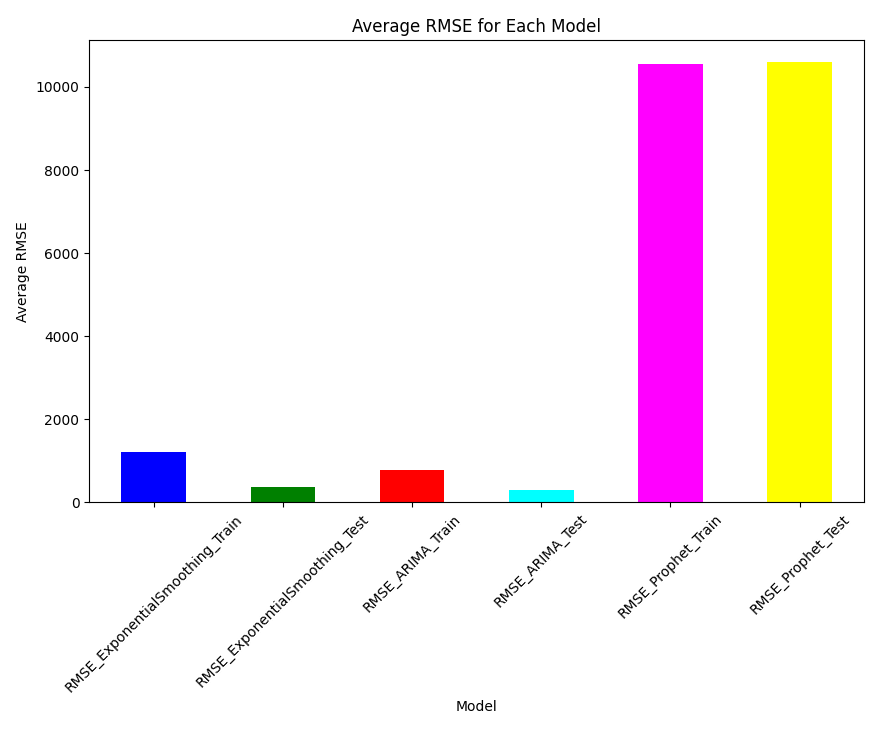 Average RMSE for Each Model
Average RMSE
10000
8000
6000
4000
2000
0
RMSE_ExponentialSmoothing_Train
RMSE_ExponentialSmoothing_Test
RMSE_ARIMA_Train
RMSE_ARIMA_Test
RMSE_Prophet_Train
RMSE_Prophet_Test
Model